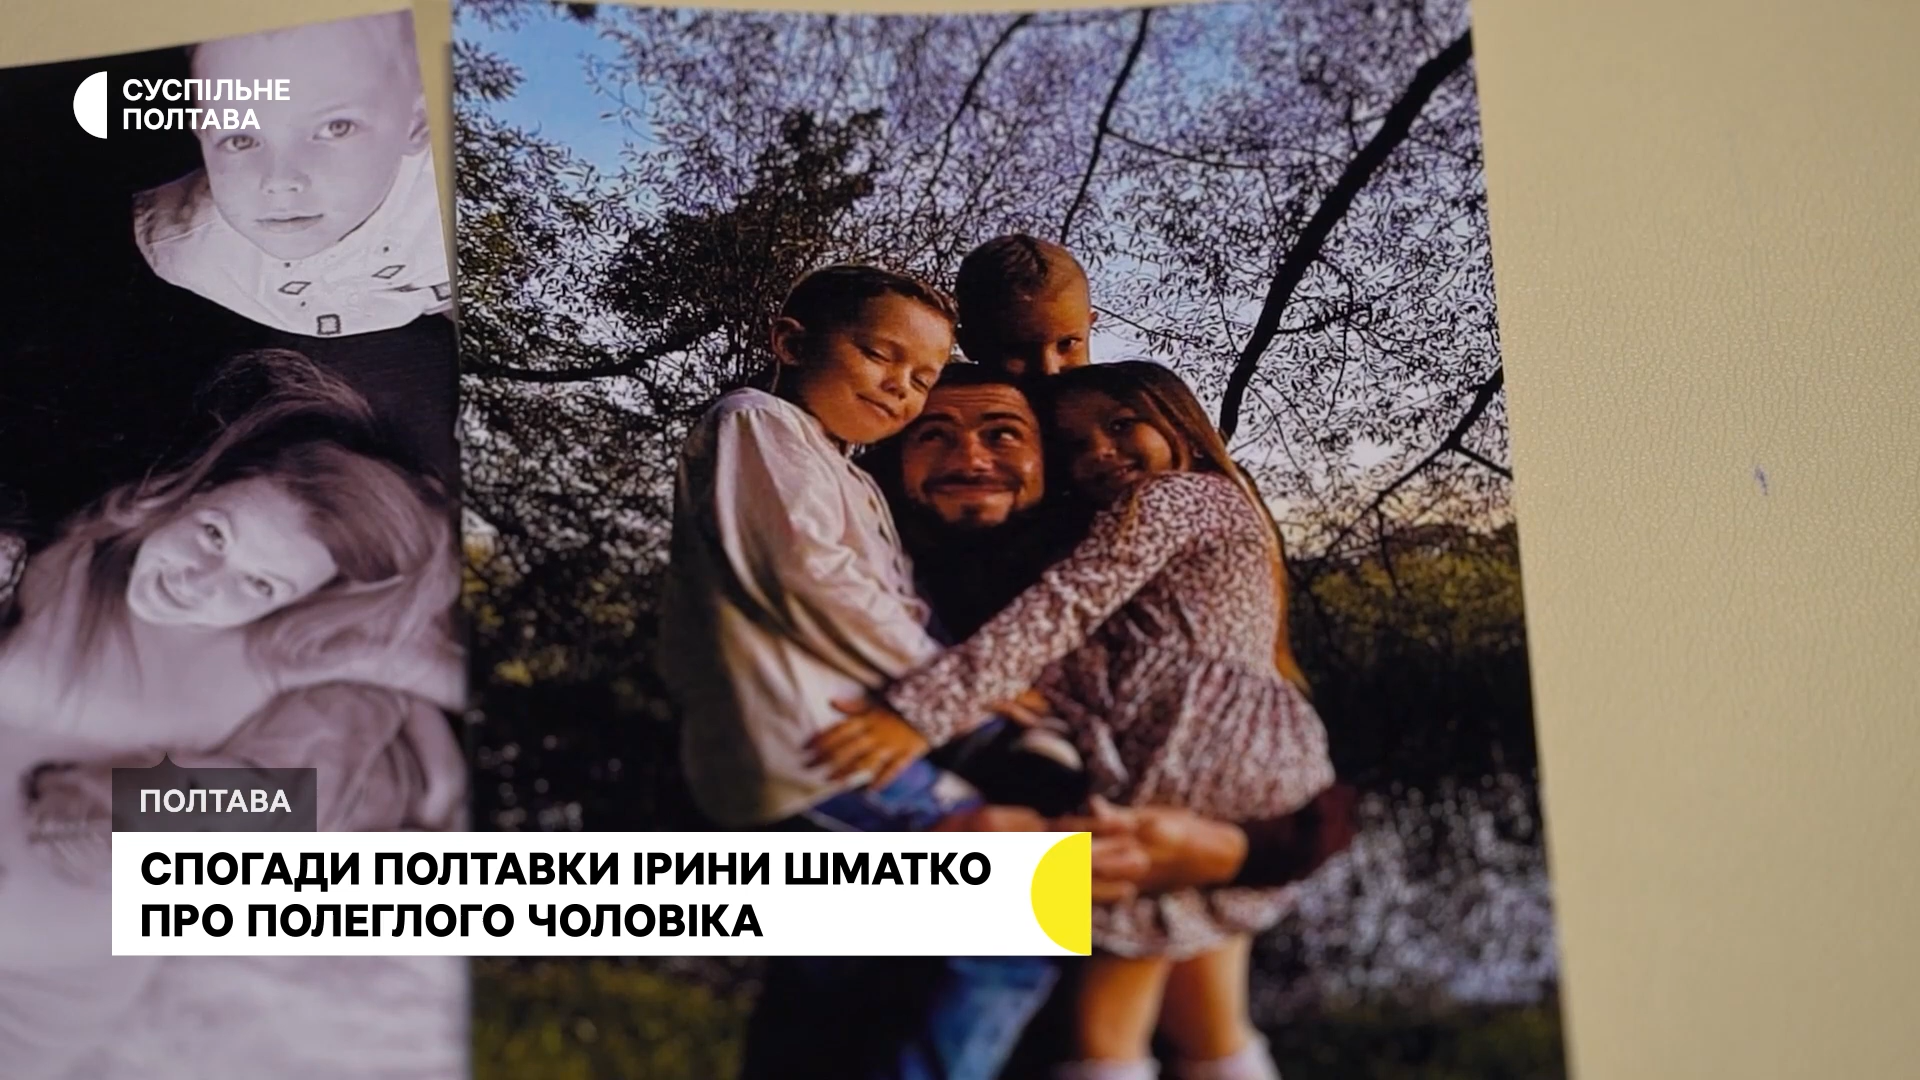 СУСПІЛЬНЕ
ПОЛТАВА
ПОЛТАВА
СПОГАДИ ПОЛТАВКИ ІРИНИ ШМАТКО
ПРО ПОЛЕГЛОГО ЧОЛОВІКА